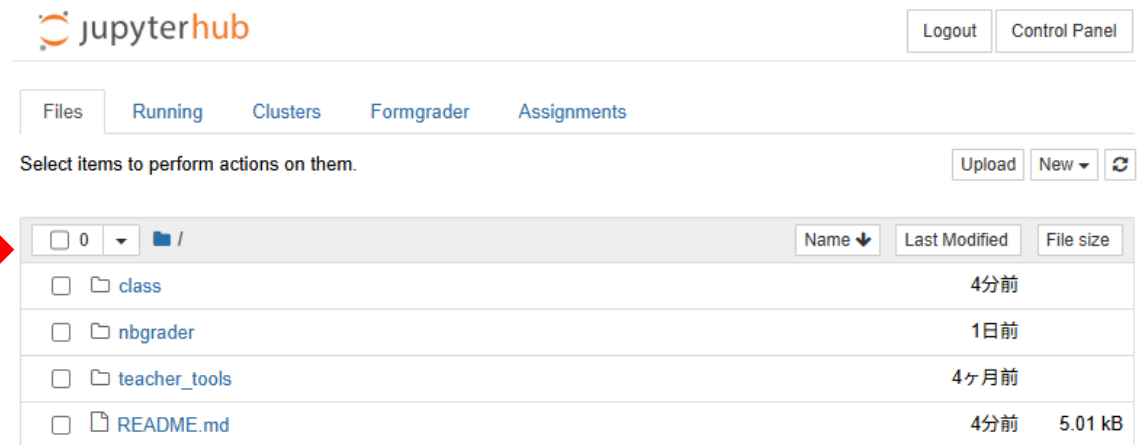 jupyterhub
Logout Control Panel
Files Running Clusters Formgrader Assignments
Select items to perform actions on them.
Upload New
0 / Name Last Modified File size
class 4分前
nbgrader 1日前
teacher_tools 4ヶ月前
README.md 4分前 5.01 kB